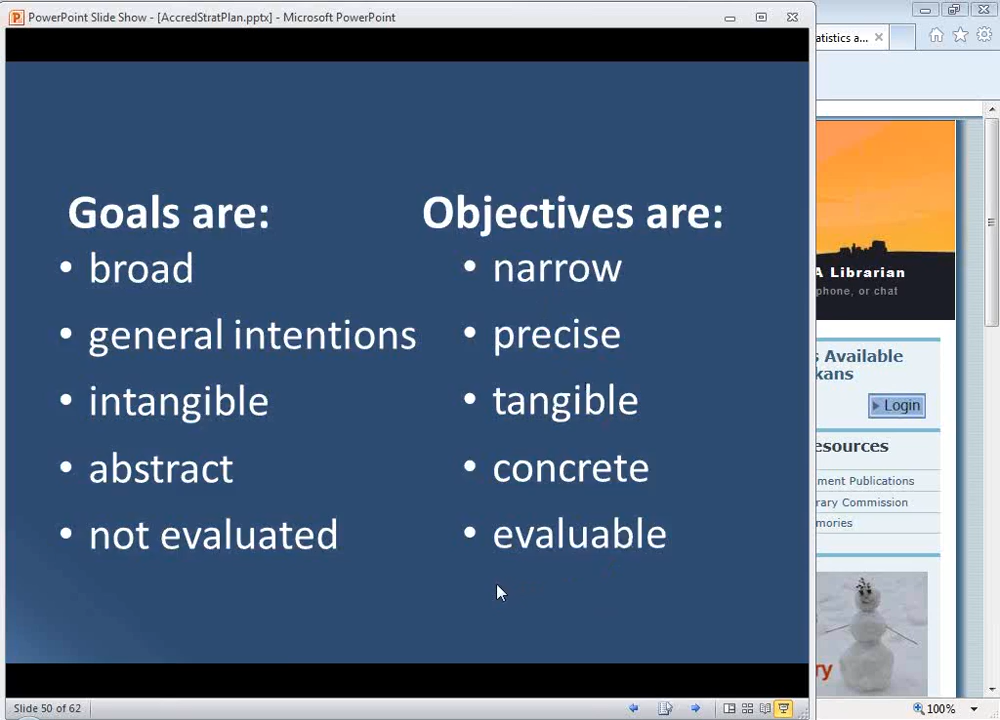 PowerPoint Slide Show - [AccredStratPlan.pptx] - Microsoft PowerPoint
atistics a...
Goals are:
• broad
• general intentions
• intangible
• abstract
• not evaluated
Objectives are:
• narrow
• precise
• tangible
• concrete
• evaluable
A Librarian
phone, or chat
s Available
kans
Login
esources
ment Publications
rary Commission
mories
ry
Slide 50 of 62
100%